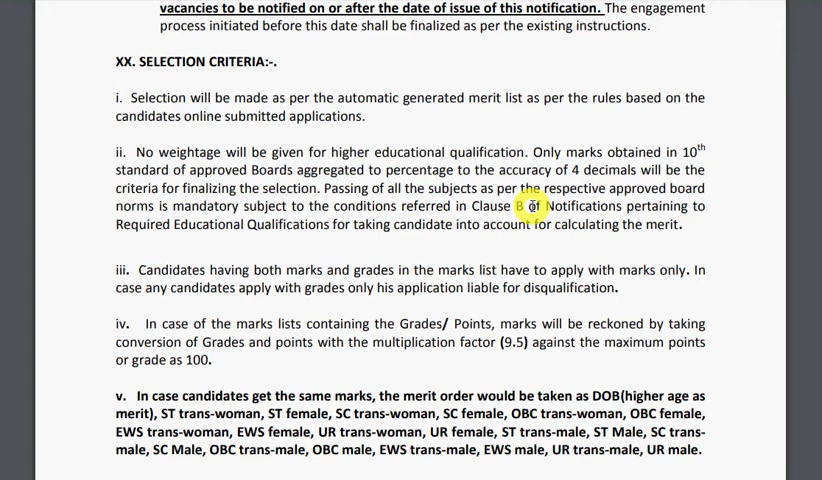 vacancies to be notified on or after the date of issue of this notification. The engagement
process initiated before this date shall be finalized as per the existing instructions.
XX. SELECTION CRITERIA:-.
i. Selection will be made as per the automatic generated merit list as per the rules based on the
candidates online submitted applications.
ii. No weightage will be given for higher educational qualification. Only marks obtained in 10th
standard of approved Boards aggregated to percentage to the accuracy of 4 decimals will be the
criteria for finalizing the selection. Passing of all the subjects as per the respective approved board
norms is mandatory subject to the conditions referred in Clause B of Notifications pertaining to
Required Educational Qualifications for taking candidate into account for calculating the merit.
iii. Candidates having both marks and grades in the marks list have to apply with marks only. In
case any candidates apply with grades only his application liable for disqualification.
iv. In case of the marks lists containing the Grades/ Points, marks will be reckoned by taking
conversion of Grades and points with the multiplication factor (9.5) against the maximum points
or grade as 100.
v. In case candidates get the same marks, the merit order would be taken as DOB(higher age as
merit), ST trans-woman, ST female, SC trans-woman, SC female, OBC trans-woman, OBC female,
EWS trans-woman, EWS female, UR trans-woman, UR female, ST trans-male, ST Male, SC trans-
male, SC Male, OBC trans-male, OBC male, EWS trans-male, EWS male, UR trans-male, UR male.